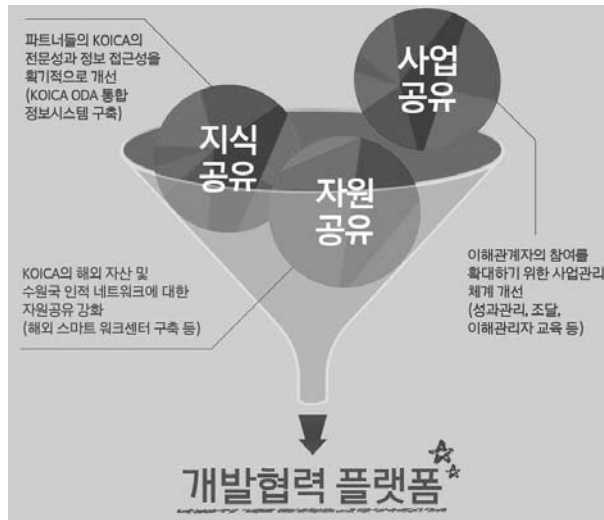 파트너들의 KOICA의
전문성과 정보 접근성을
획기적으로 개선
(KOICA ODA 통합
정보시스템 구축)
사업
공유
지식
공유
자원
공유
KOICA의 해외 자산 및
수원국 인적 네트워크에 대한
자원공유 강화
(해외 스마트 워크센터 구축 등)
이해관계자의 참여를
확대하기 위한 사업관리
체계 개선
(성과관리, 조달,
이해관리자 교육 등)
개발협력 플랫폼